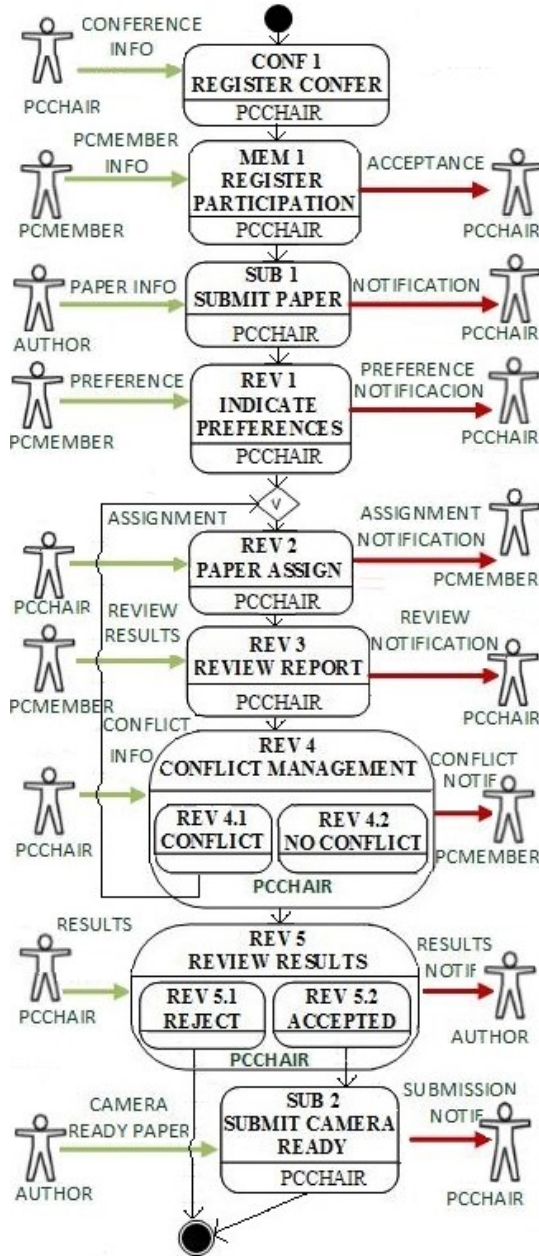 CONFERENCE
INFO
PCCHAIR
CONF 1
REGISTER CONFER
PCCHAIR
PCMEMBER
INFO
PCMEMBER
MEM 1
REGISTER
PARTICIPATION
PCCHAIR
ACCEPTANCE
PCCHAIR
PAPER INFO
AUTHOR
SUB 1
SUBMIT PAPER
PCCHAIR
NOTIFICATION
PCCHAIR
PREFERENCE
PCMEMBER
REV 1
INDICATE
PREFERENCES
PCCHAIR
PREFERENCE
NOTIFICACION
PCCHAIR
V
ASSIGNMENT
PCCHAIR
REV 2
PAPER ASSIGN
PCCHAIR
ASSIGNMENT
NOTIFICATION
PCMEMBER
REVIEW
RESULTS
PCMEMBER
REV 3
REVIEW REPORT
PCCHAIR
REVIEW
NOTIFICATION
PCCHAIR
CONFLICT
INFO
PCCHAIR
REV 4
CONFLICT MANAGEMENT
REV 4.1
CONFLICT
REV 4.2
NO CONFLICT
PCCHAIR
CONFLICT
NOTIF
PCMEMBER
RESULTS
PCCHAIR
REV 5
REVIEW RESULTS
REV 5.1
REJECT
REV 5.2
ACCEPTED
PCCHAIR
RESULTS
NOTIF
AUTHOR
CAMERA
READY PAPER
AUTHOR
SUB 2
SUBMIT CAMERA
READY
PCCHAIR
SUBMISSION
NOTIF
PCCHAIR